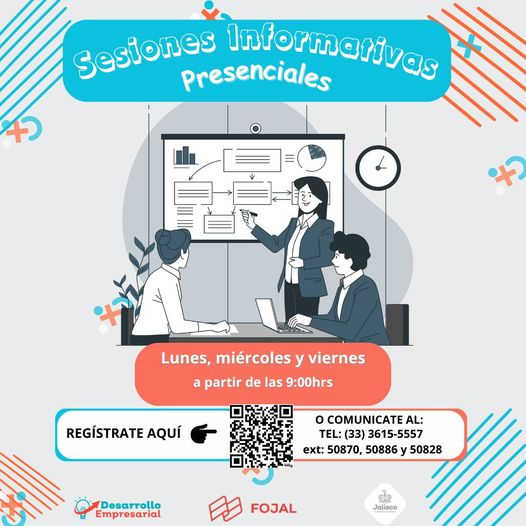 Sesiones Informativas
Presenciales
Lunes, miércoles y viernes
a partir de las 9:00hrs
REGÍSTRATE AQUÍ
O COMUNICATE AL:
TEL: (33) 3615-5557
ext: 50870, 50886 y 50828
Desarrollo
Empresarial
FOJAL
Jalisco